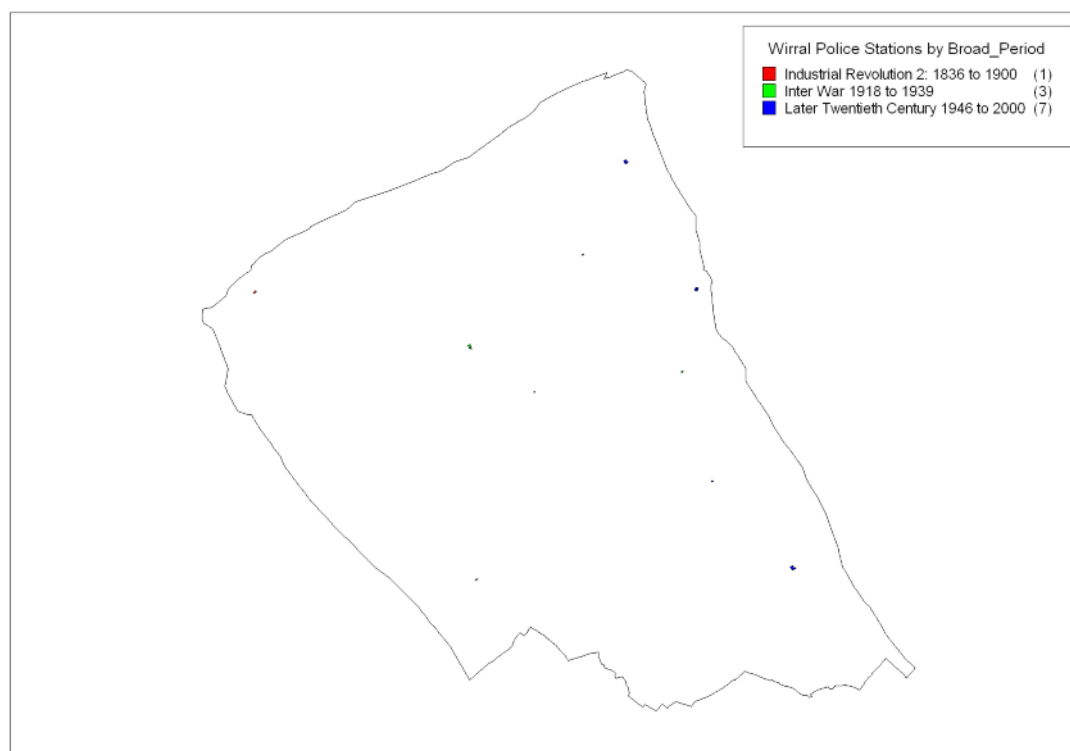 Wirral Police Stations by Broad_Period
Industrial Revolution 2: 1836 to 1900 (1)
Inter War 1918 to 1939 (3)
Later Twentieth Century 1946 to 2000 (7)